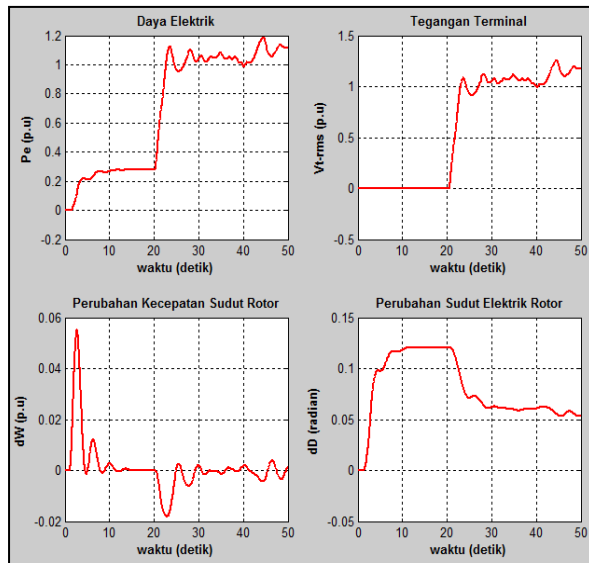 Daya Elektrik
1.2
1
0.8
0.6
0.4
0.2
0
-0.2
Pe (p.u)
0 10 20 30 40 50
waktu (detik)
Tegangan Terminal
1.5
1
0.5
0
-0.5
Vt-rms (p.u)
0 10 20 30 40 50
waktu (detik)
Perubahan Kecepatan Sudut Rotor
0.06
0.04
0.02
0
-0.02
dW (p.u)
0 10 20 30 40 50
waktu (detik)
Perubahan Sudut Elektrik Rotor
0.15
0.1
0.05
0
-0.05
dD (radian)
0 10 20 30 40 50
waktu (detik)